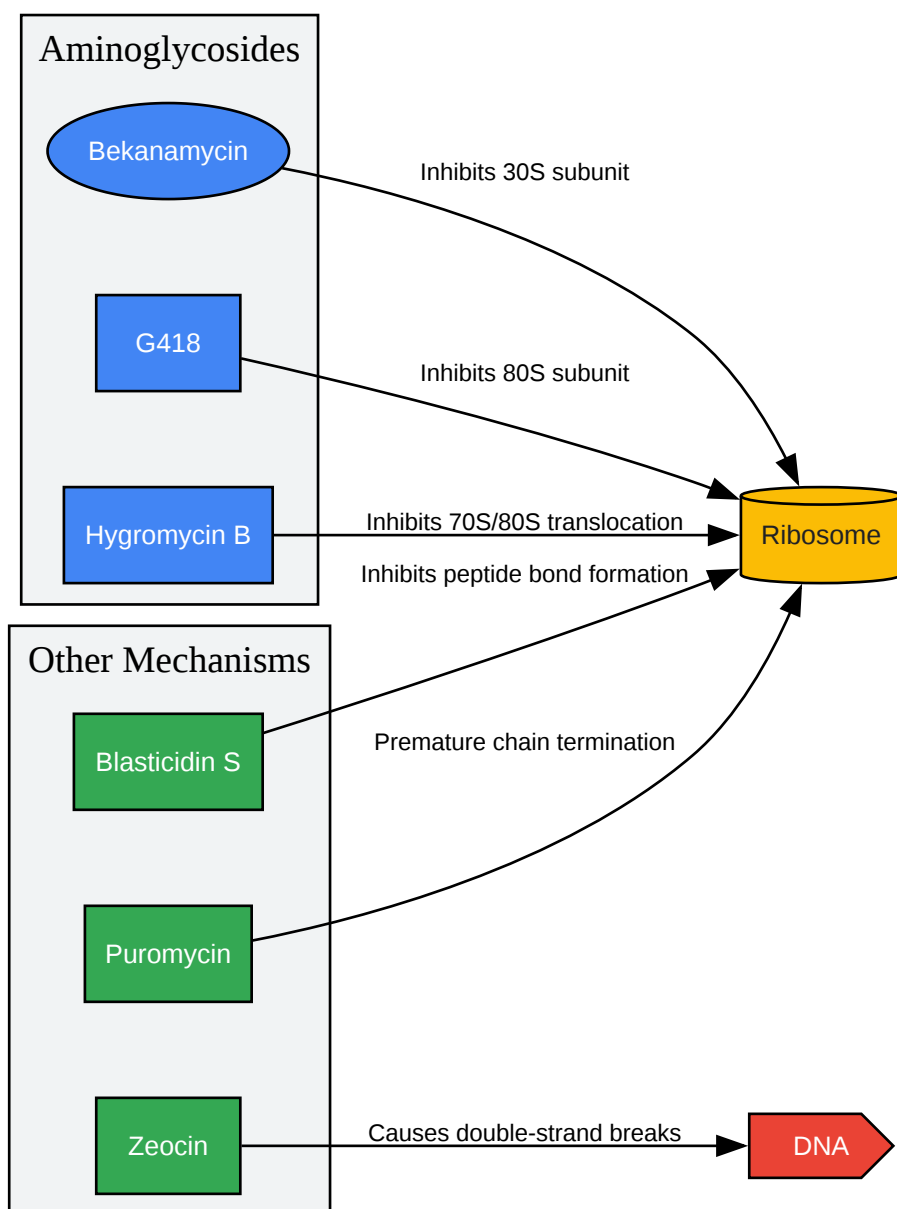 Aminoglycosides
Bekanamycin
Inhibits 30S subunit
G418
Inhibits 80S subunit
Hygromycin B
Inhibits 70S/80S translocation
Ribosome
Inhibits peptide bond formation
Other Mechanisms
Blasticidin S
Premature chain termination
Puromycin
Zeocin
Causes double-strand breaks
DNA